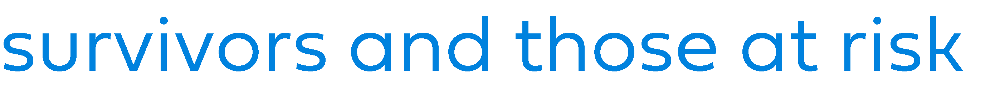 survivors and those at risk